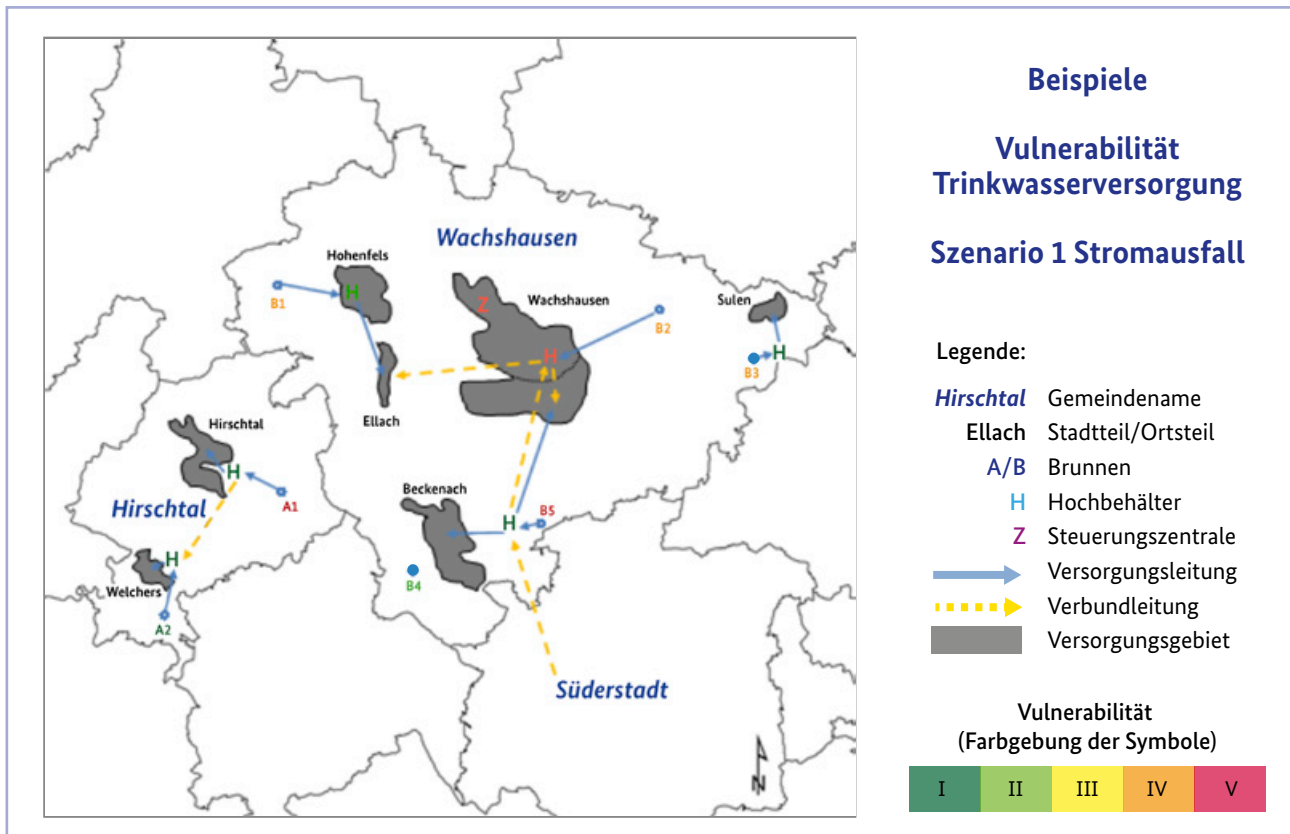 Beispiele
Vulnerabilität
Trinkwasserversorgung
Szenario 1 Stromausfall
Wachshausen
Hohenfels
H
B1
Z
Wachshausen
H
B2
Sulen
H
B3
Ellach
Hirschtal
H
A1
Hirschtal
H
Welchers
A2
Beckenach
H
B5
B4
Süderstadt
N
Legende:
Hirschtal Gemeindename
Ellach Stadtteil/Ortsteil
A/B Brunnen
H Hochbehälter
Z Steuerungszentrale
Versorgungsleitung
Verbundleitung
Versorgungsgebiet
Vulnerabilität
(Farbgebung der Symbole)
I II III IV V